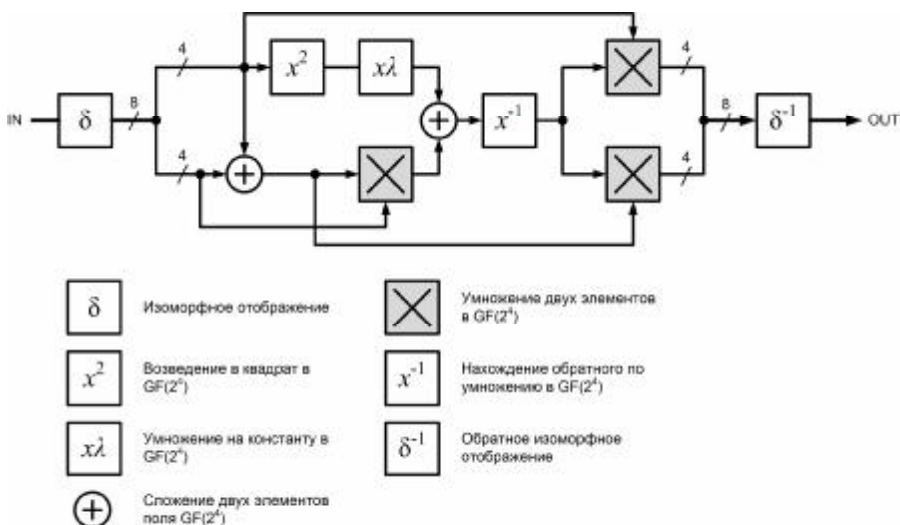 4
x²
xλ
4
IN
δ
8
x⁻¹
8
δ⁻¹
OUT
4
4
δ
Изоморфное отображение
Умножение двух элементов
в GF(2⁴)
x²
Возведение в квадрат в
GF(2⁴)
x⁻¹
Нахождение обратного по
умножению в GF(2⁴)
xλ
Умножение на константу в
GF(2⁴)
δ⁻¹
Обратное изоморфное
отображение
Сложение двух элементов
поля GF(2⁴)